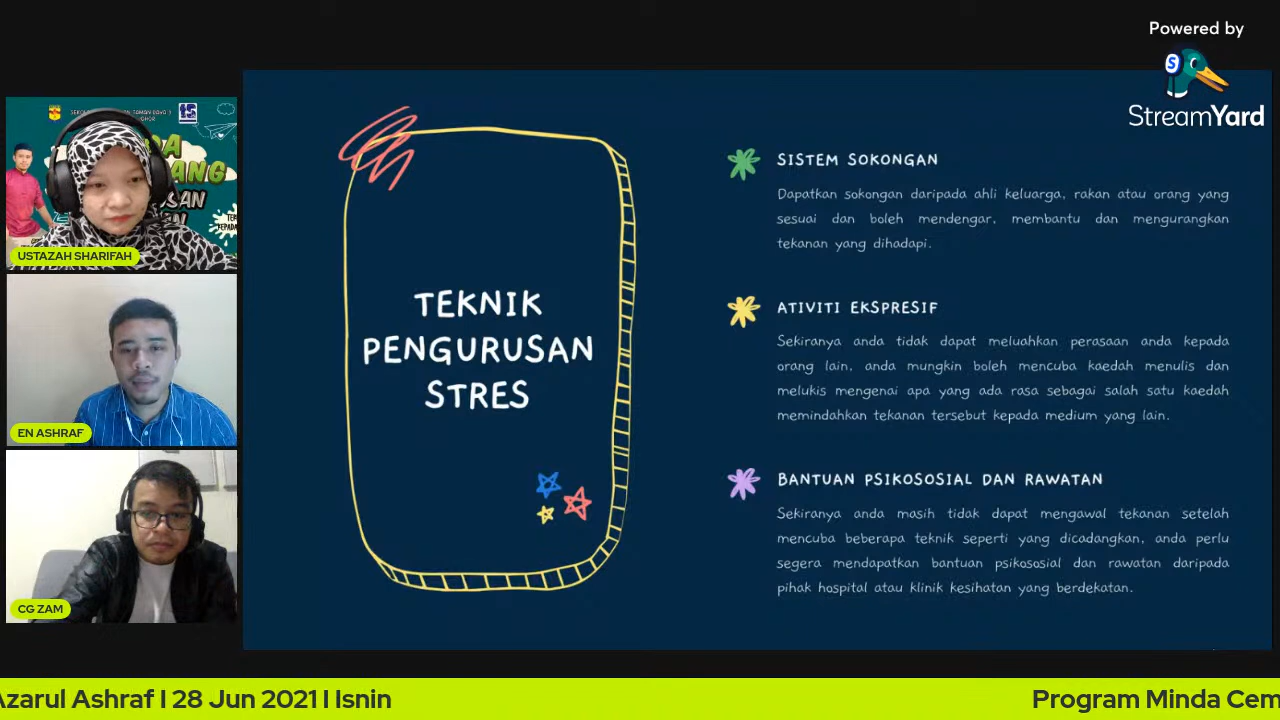 Powered by
StreamYard
USTAZAH SHARIFAH
EN ASHRAF
CG ZAM
TEKNIK
PENGURUSAN
STRES
SISTEM SOKONGAN
Dapatkan sokongan daripada ahli keluarga, rakan atau orang yang
sesuai dan boleh mendengar, membantu dan mengurangkan
tekanan yang dihadapi.
ATIVITI EKSPRESIF
Sekiranya anda tidak dapat meluahkan perasaan anda kepada
orang lain, anda mungkin boleh mencuba kaedah menulis dan
melukis mengenai apa yang ada rasa sebagai salah satu kaedah
memindahkan tekanan tersebut kepada medium yang lain.
BANTUAN PSIKOSOSIAL DAN RAWATAN
Sekiranya anda masih tidak dapat mengawal tekanan setelah
mencuba beberapa teknik seperti yang dicadangkan, anda perlu
segera mendapatkan bantuan psikososial dan rawatan daripada
pihak hospital atau klinik kesihatan yang berdekatan.
Azarul Ashraf I 28 Jun 2021 I Isnin
Program Minda Cem